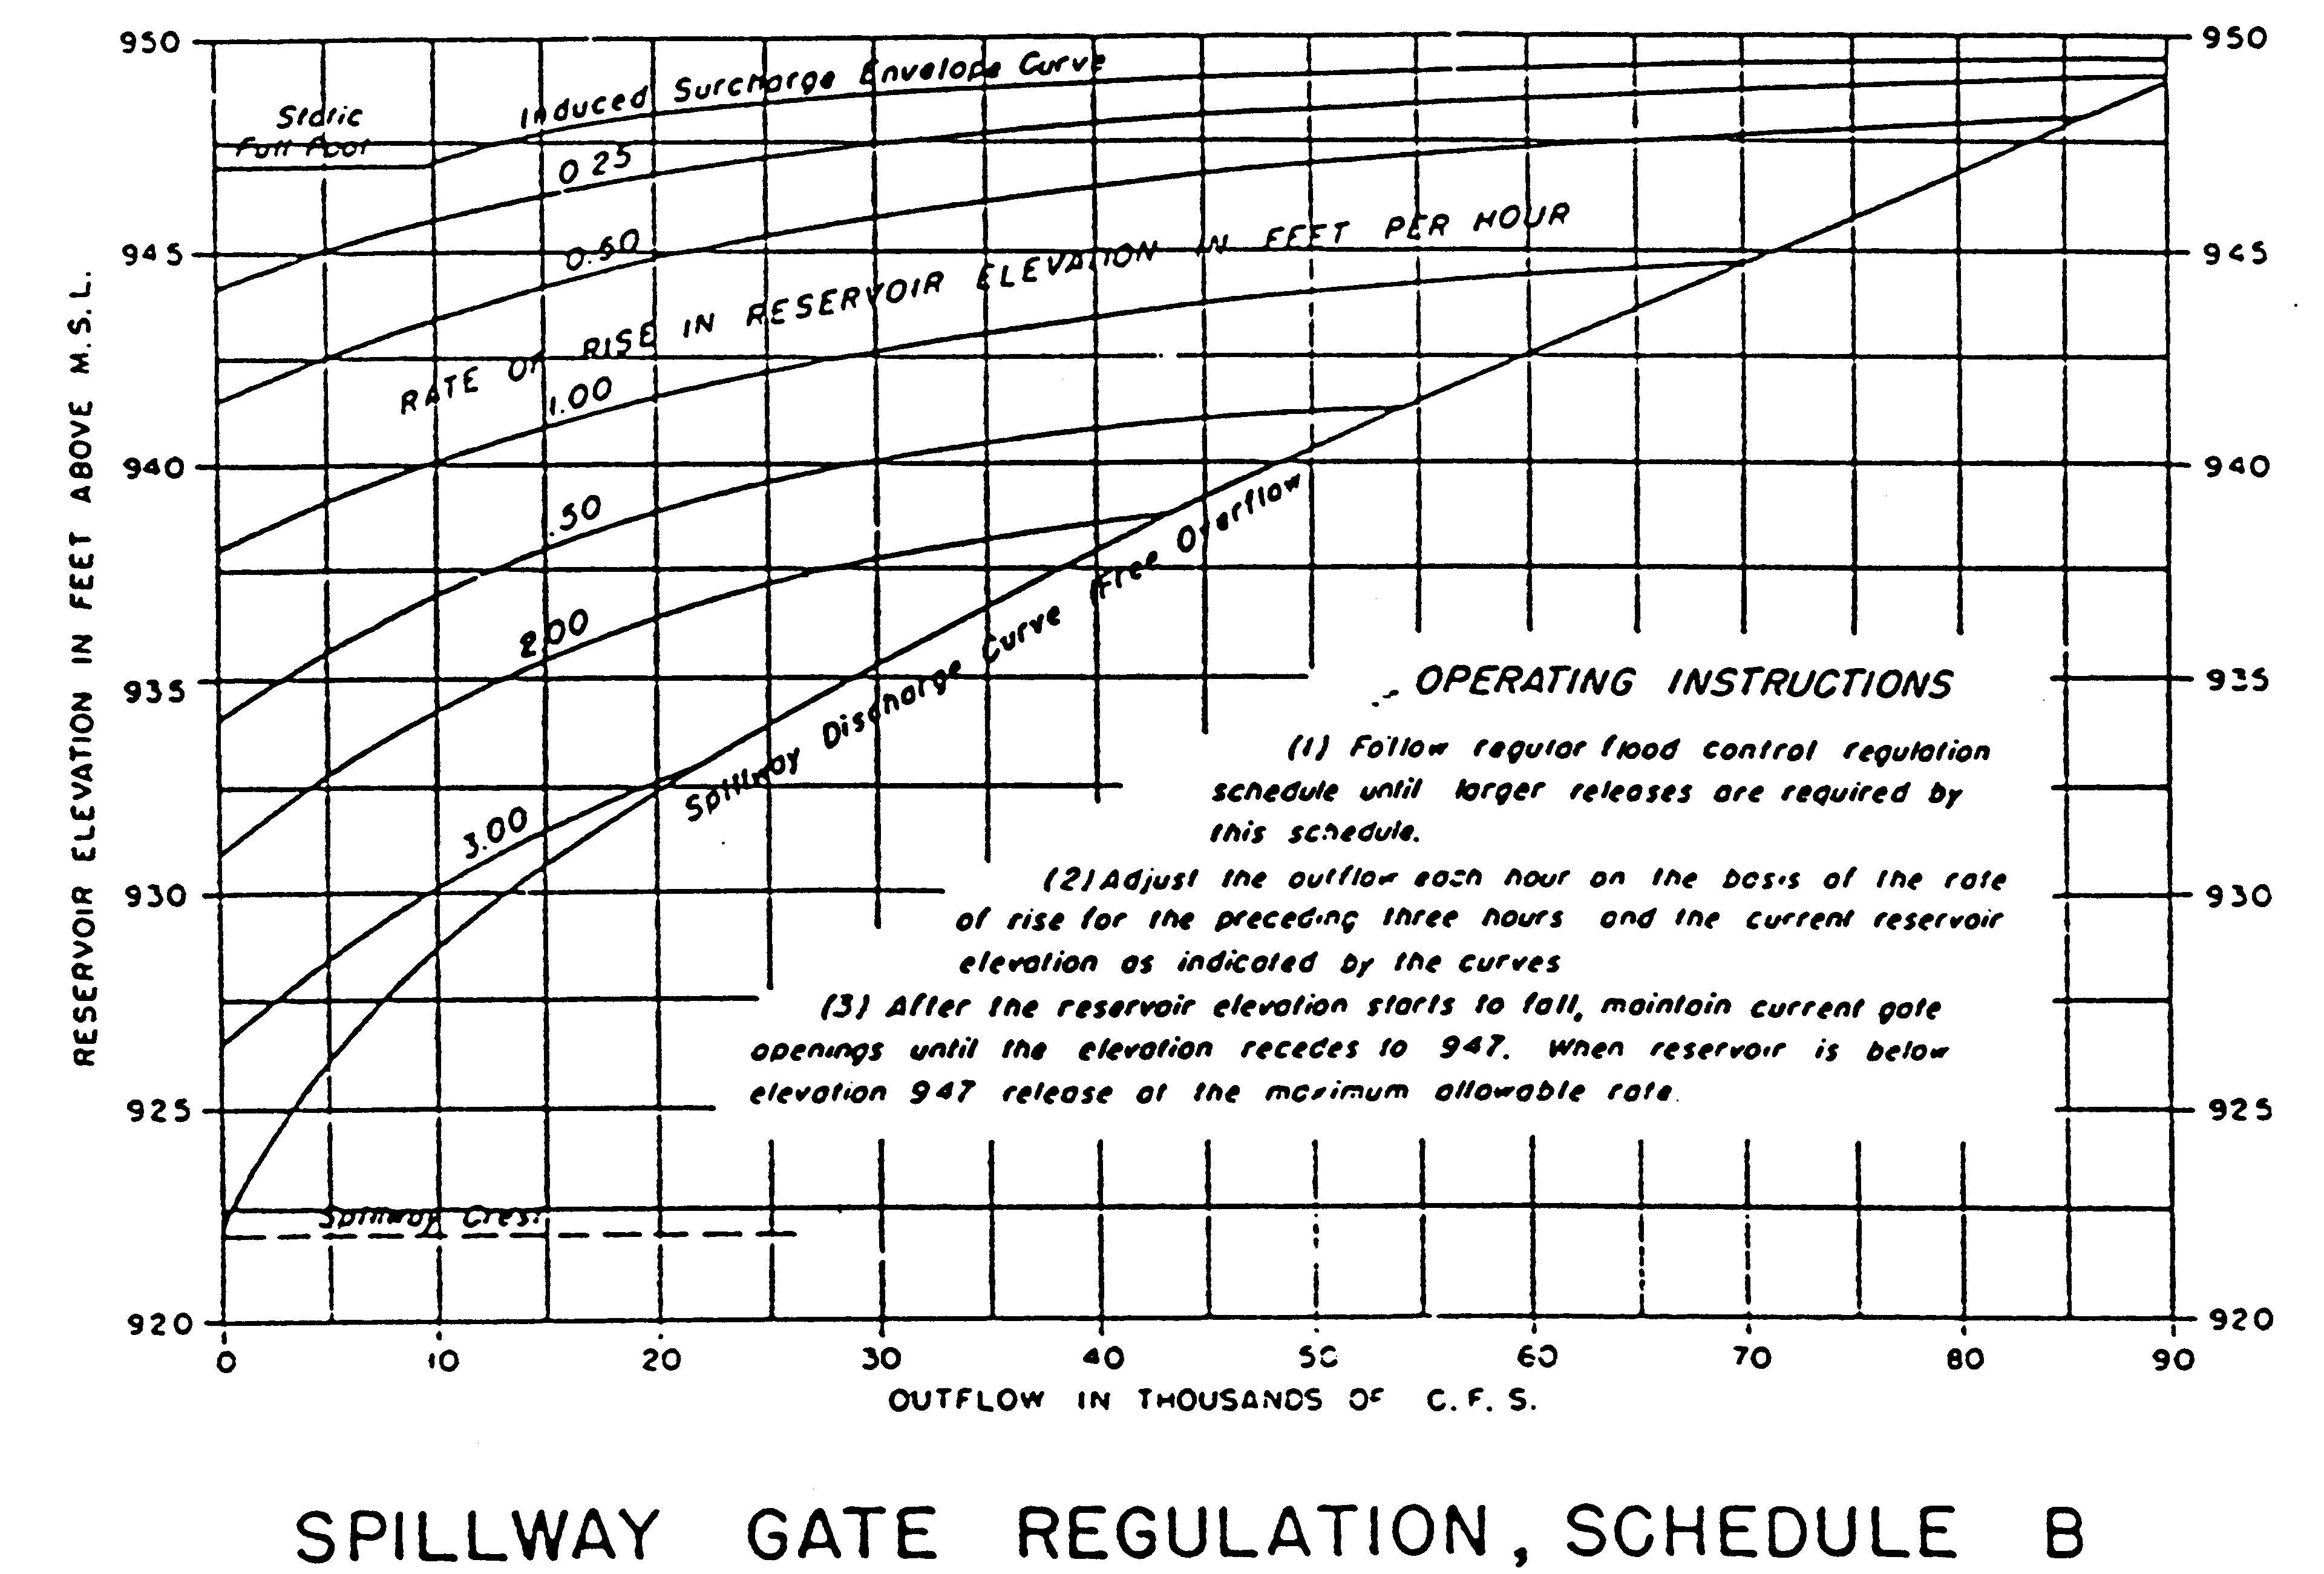 950
950
Induced Surcharge Envelope Curve
Static
Full Pool
0.25
945
945
0.50
RATE OF RISE IN RESERVOIR ELEVATION IN FEET PER HOUR
1.00
940
940
.50
Spillway Discharge Curve Free Overflow
2.00
935
935
3.00
930
930
925
925
Spillway Crest
920
920
RESERVOIR ELEVATION IN FEET ABOVE M.S.L.
OPERATING INSTRUCTIONS
(1) Follow regular flood control regulation
schedule until larger releases are required by
this schedule.
(2) Adjust the outflow each hour on the basis of the rate
of rise for the preceding three hours and the current reservoir
elevation as indicated by the curves
(3) After the reservoir elevation starts to fall, maintain current gate
openings until the elevation recedes to 947. When reservoir is below
elevation 947 release at the maximum allowable rate.
0 10 20 30 40 50 60 70 80 90
OUTFLOW IN THOUSANDS OF C.F.S.
SPILLWAY GATE REGULATION, SCHEDULE B